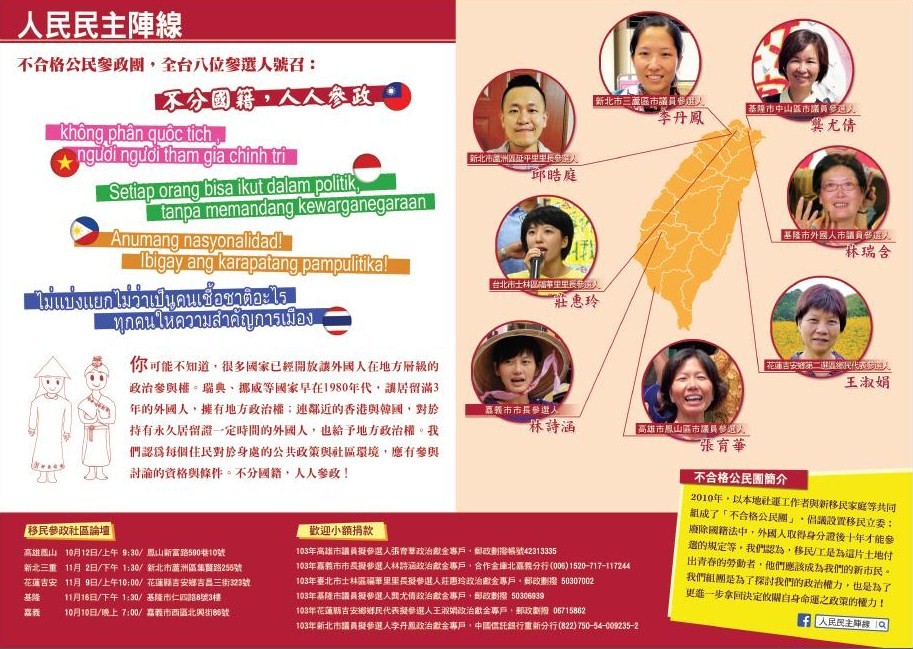 人民民主陣線
不合格公民參政團，全台八位參選人號召：
不分國籍，人人參政
không phân quốc tịch ,
người người tham gia chính trị
Setiap orang bisa ikut dalam politik,
tanpa memandang kewarganegaraan
Anumang nasyonalidad!
Ibigay ang karapatang pampulitika!
ไม่แบ่งแยกไม่ว่าเป็นคนเชื้อชาติอะไร
ทุกคนให้ความสำคัญการเมือง
你可能不知道，很多國家已經開放讓外國人在地方層級的
政治參與權。瑞典、挪威等國家早在1980年代，讓居留滿3
年的外國人，擁有地方政治權；連鄰近的香港與韓國，對於
持有永久居留證一定時間的外國人，也給予地方政治權。我
們認為每個住民對於身處的公共政策與社區環境，應有參與
討論的資格與條件。不分國籍，人人參政！
新北市三蘆區市議員參選人
李丹鳳
基隆市中山區市議員參選人
龔尤倩
新北市蘆洲區延平里里長參選人
邱皓庭
基隆市外國人市議員參選人
林瑞含
台北市士林區福華里里長參選人
莊惠玲
花蓮吉安鄉第二選區鄉民代表參選人
王淑娟
嘉義市市長參選人
林詩涵
高雄市鳳山區市議員參選人
張育華
不合格公民團簡介
2010年，以本地社運工作者與新移民家庭等共同
組成了「不合格公民團」，倡議設置移民立委；
廢除國籍法中，外國人取得身分證後十年才能參
選的規定等，我們認為，移民/工是為這片土地付
出青春的勞動者，他們應該成為我們的新市民。
我們組團是為了探討我們的政治權力，也是為了
更進一步拿回決定攸關自身命運之政策的權力！
人民民主陣線
移民參政社區論壇
高雄鳳山 10月12日/上午 9:30/ 鳳山新富路590巷10號
新北三重 11月 2日/下午 1:30/ 新北市蘆洲區集賢路255號
花蓮吉安 11月 9日/上午10:00/ 花蓮縣吉安鄉吉昌三街323號
基隆 11月16日/下午 1:30/ 基隆市仁四路8號3樓
嘉義 10月10日/晚上 7:00/ 嘉義市西區北興街86號
歡迎小額捐款
103年高雄市議員擬參選人張育華政治獻金專戶，郵政劃撥帳號42313335
103年嘉義市市長擬參選人林詩涵政治獻金專戶，合作金庫北嘉義分行(006)1520-717-117244
103年臺北市士林區福華里里長擬參選人莊惠玲政治獻金專戶，郵政劃撥 50307002
103年基隆市議員擬參選人龔尤倩政治獻金專戶，郵政劃撥 50306939
103年花蓮縣吉安鄉鄉民代表擬參選人王淑娟政治獻金專戶，郵政劃撥 06715862
103年新北市議員擬參選人李丹鳳政治獻金專戶，中國信託銀行重新分行(822)750-54-009235-2